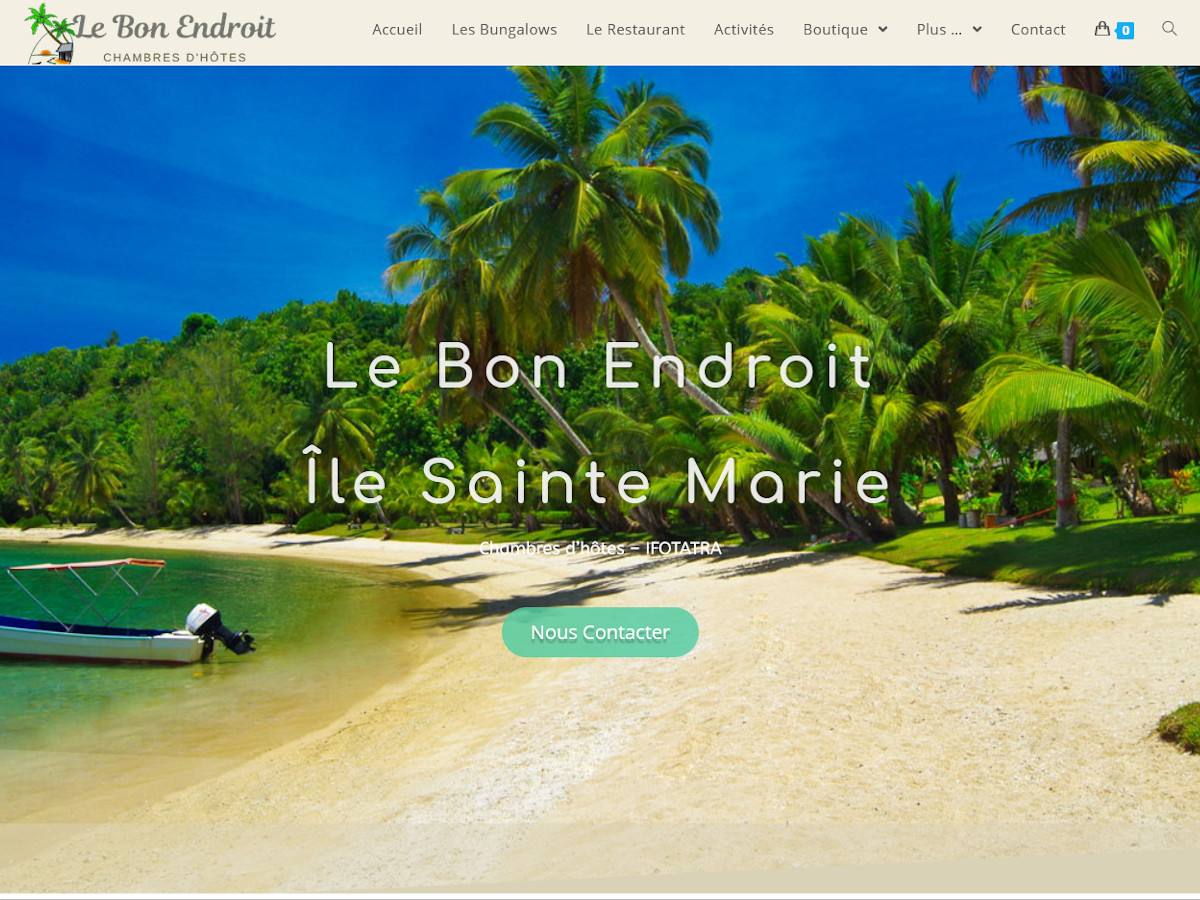 Le Bon Endroit
CHAMBRES D'HÔTES
Accueil
Les Bungalows
Le Restaurant
Activités
Boutique
Plus ...
Contact
0
Le Bon Endroit
Île Sainte Marie
Chambres d'hôtes – IFOTATRA
Nous Contacter